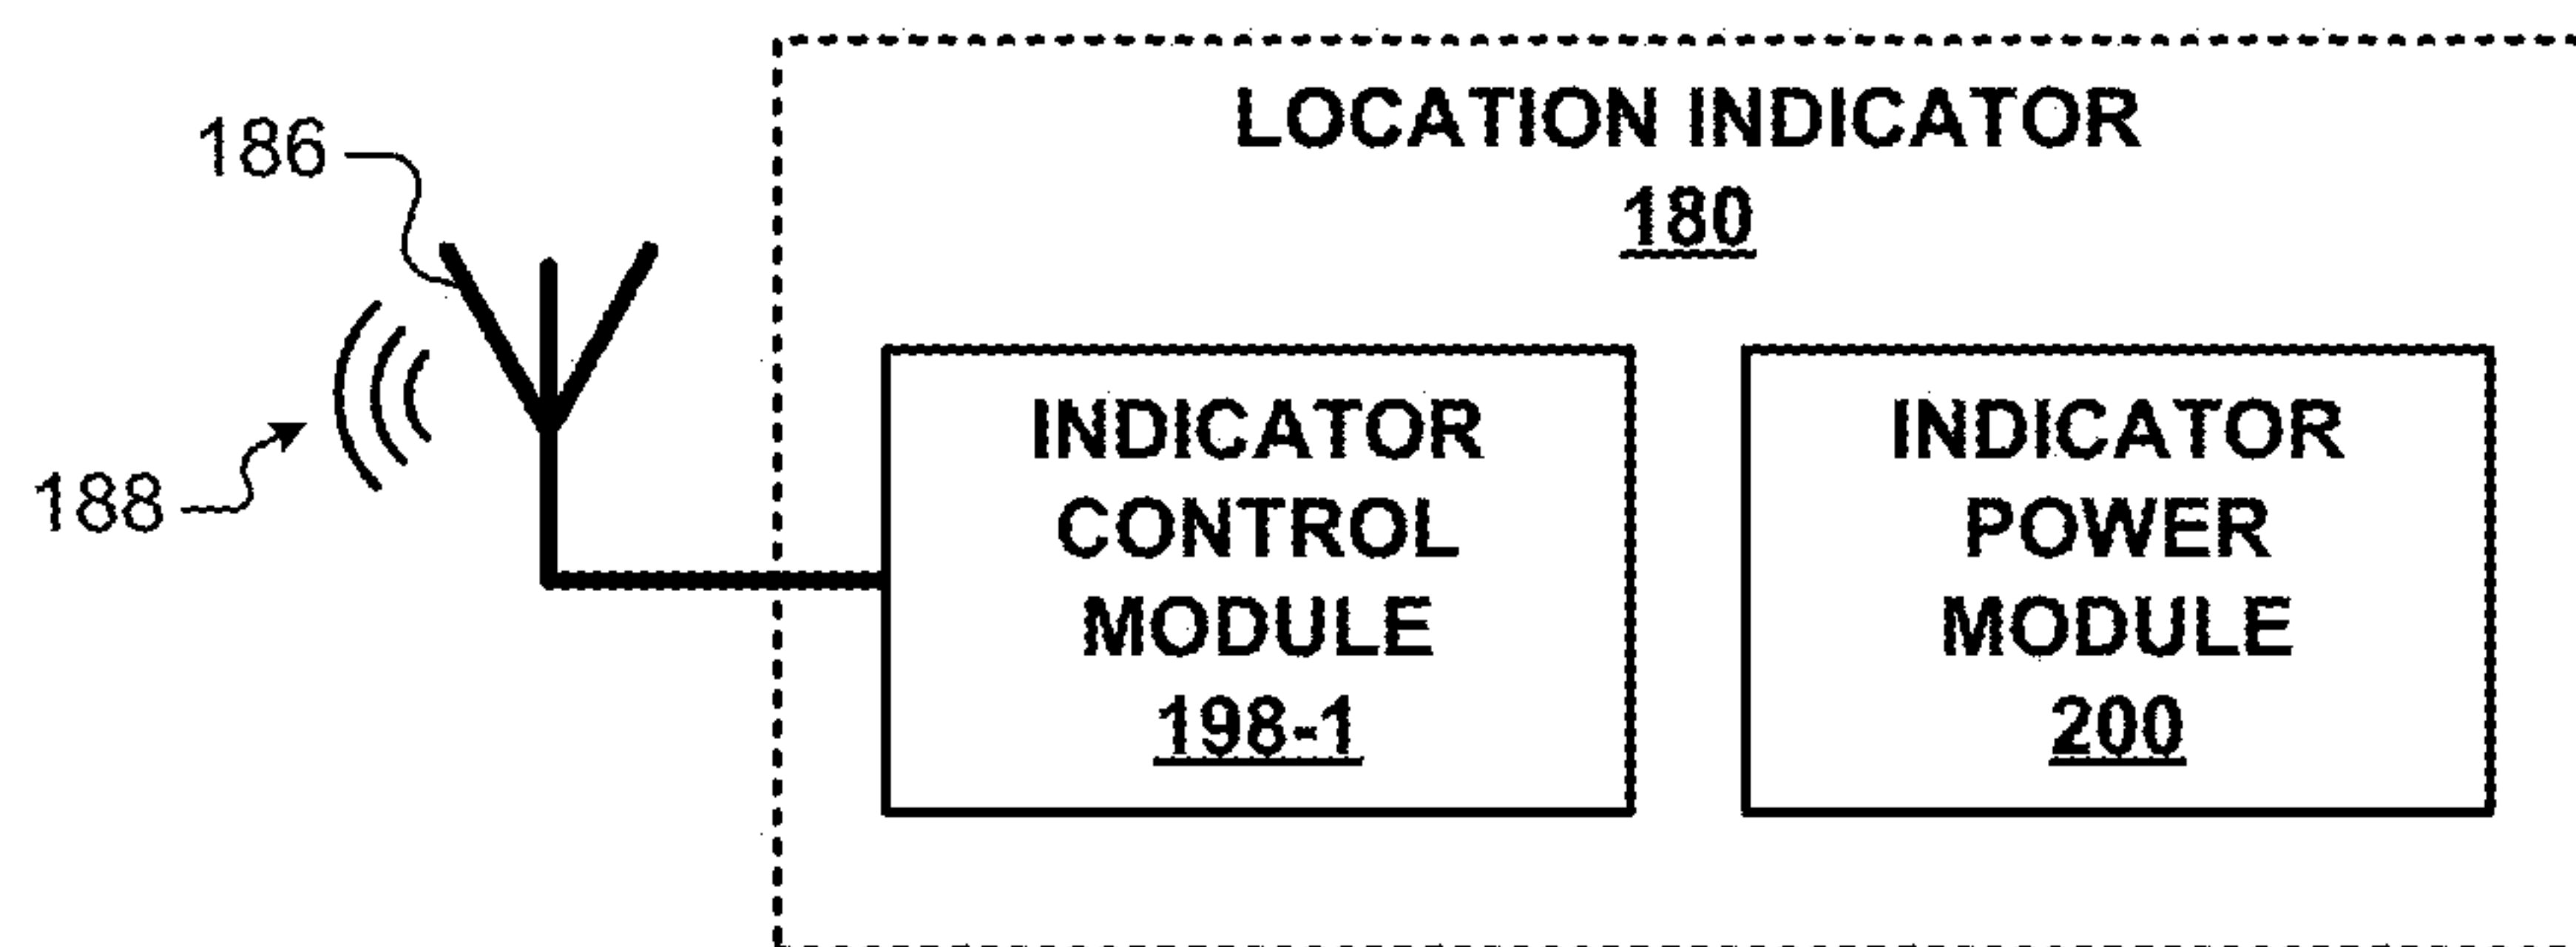 LOCATION INDICATOR
180
186
188
INDICATOR
CONTROL
MODULE
198-1
INDICATOR
POWER
MODULE
200